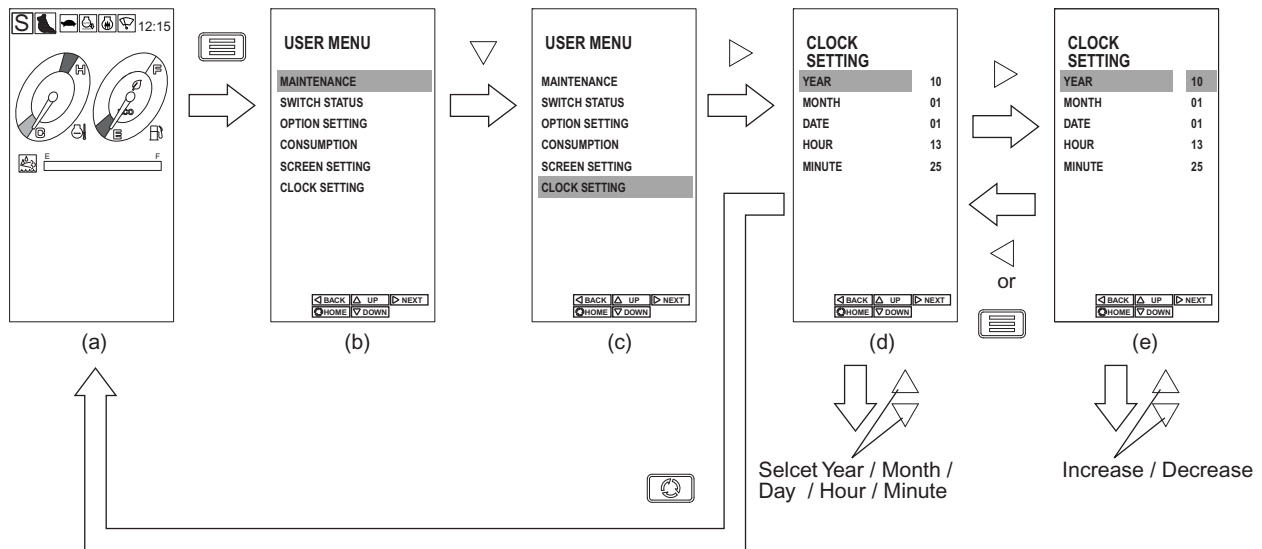 S 12:15
H
F
C
ECO
E
E F
(a)
USER MENU
MAINTENANCE
SWITCH STATUS
OPTION SETTING
CONSUMPTION
SCREEN SETTING
CLOCK SETTING
BACK UP NEXT
HOME DOWN
(b)
USER MENU
MAINTENANCE
SWITCH STATUS
OPTION SETTING
CONSUMPTION
SCREEN SETTING
CLOCK SETTING
BACK UP NEXT
HOME DOWN
(c)
CLOCK
SETTING
YEAR 10
MONTH 01
DATE 01
HOUR 13
MINUTE 25
BACK UP NEXT
HOME DOWN
(d)
Selcet Year / Month /
Day / Hour / Minute
or
CLOCK
SETTING
YEAR 10
MONTH 01
DATE 01
HOUR 13
MINUTE 25
BACK UP NEXT
HOME DOWN
(e)
Increase / Decrease